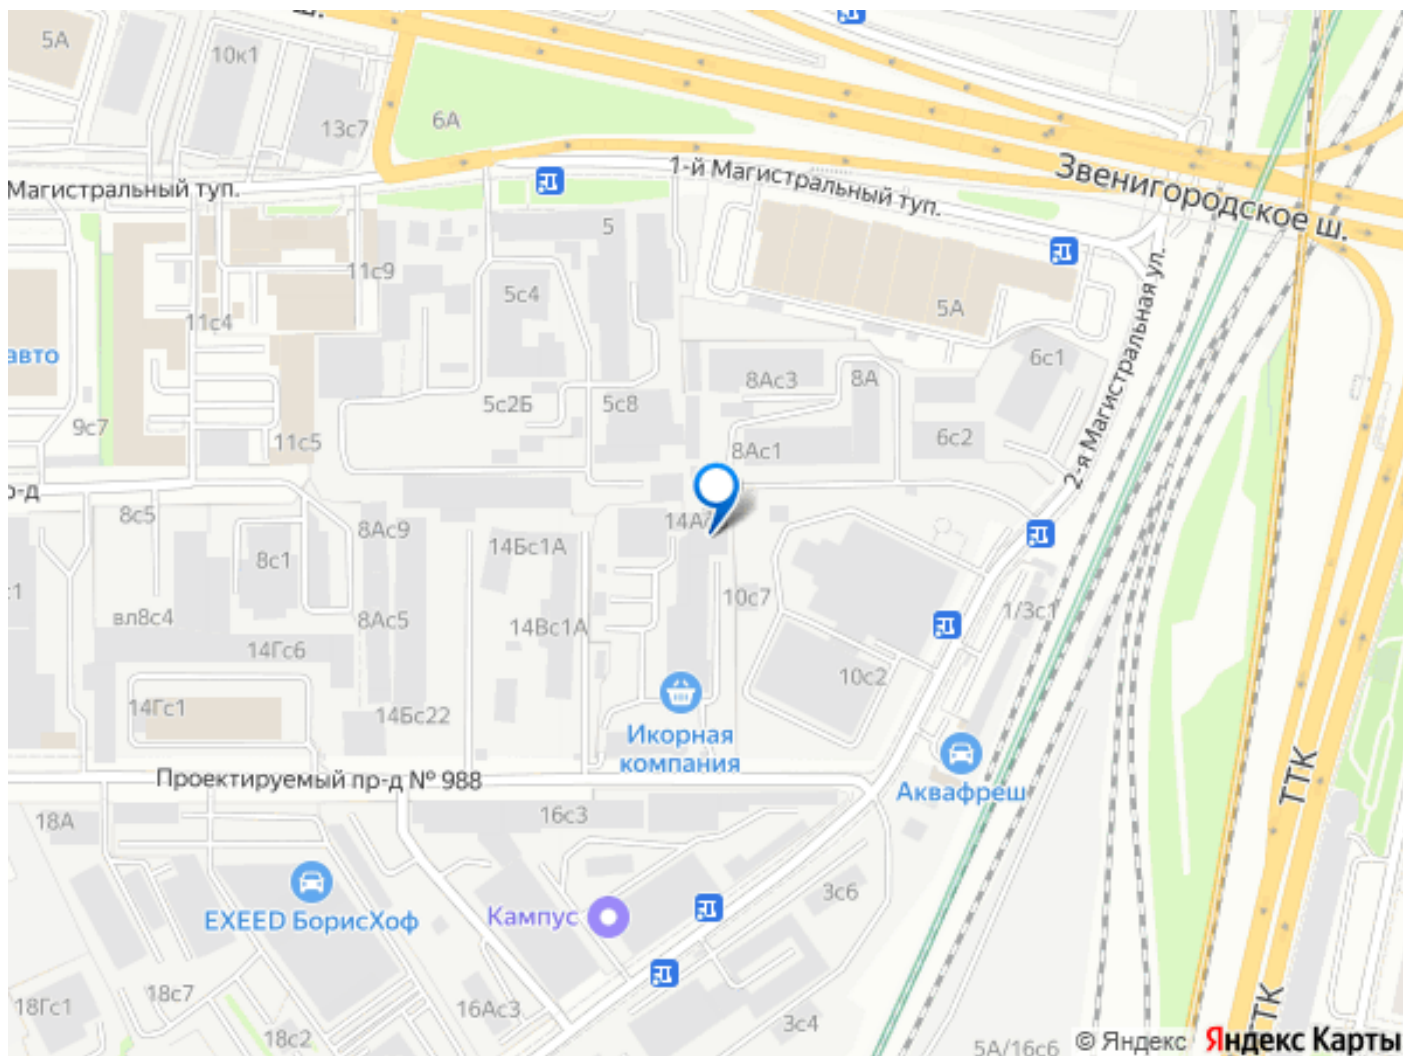 ш.
5А
10к1
13с7
6А
1-й Магистральный туп.
Звенигородское ш.
Магистральный туп.
5
11с9
5с4
5А
11с4
2-я Магистральная ул.
авто
6с1
8Ас3
8А
5с2Б
5с8
9с7
11с5
6с2
8Ас1
р-д
8с5
8Ас9
14А/
14Бс1А
8с1
10с7
1/3с1
вл8с4
8Ас5
14Вс1А
14Гс6
10с2
14Гс1
14Бс22
Икорная
компания
Проектируемый пр-д № 988
Аквафреш
ТТК
18А
16с3
3с6
EXEED БорисХоф
Кампус
18Гс1
18с7
16Ас3
18с2
3с4
ТТК
5А/16с6
© Яндекс Яндекс Карты